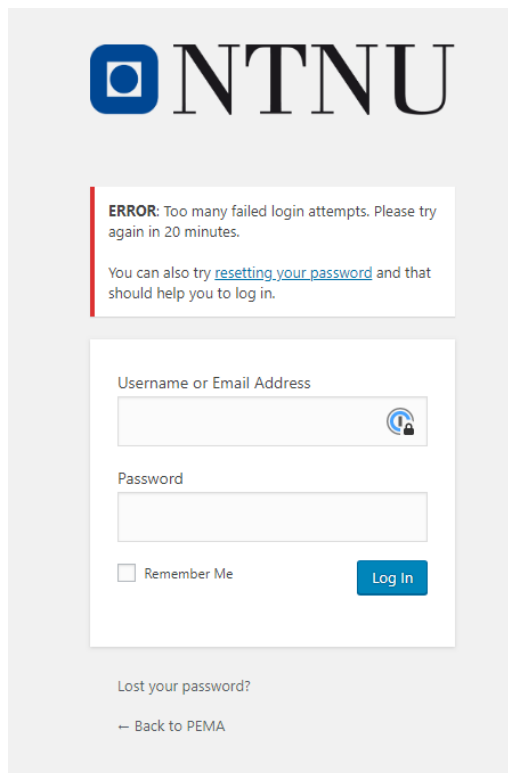 NTNU
ERROR: Too many failed login attempts. Please try
again in 20 minutes.
You can also try resetting your password and that
should help you to log in.
Username or Email Address
Password
Remember Me
Log In
Lost your password?
← Back to PEMA